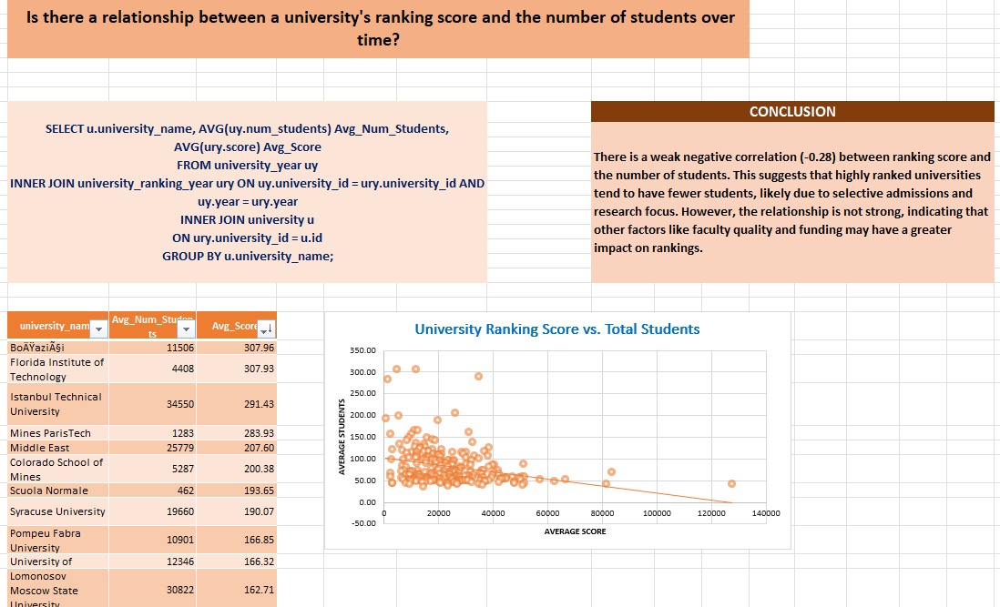 Is there a relationship between a university's ranking score and the number of students over
time?
SELECT u.university_name, AVG(uy.num_students) Avg_Num_Students,
AVG(ury.score) Avg_Score
FROM university_year uy
INNER JOIN university_ranking_year ury ON uy.university_id = ury.university_id AND
uy.year = ury.year
INNER JOIN university u
ON ury.university_id = u.id
GROUP BY u.university_name;
CONCLUSION
There is a weak negative correlation (-0.28) between ranking score and
the number of students. This suggests that highly ranked universities
tend to have fewer students, likely due to selective admissions and
research focus. However, the relationship is not strong, indicating that
other factors like faculty quality and funding may have a greater
impact on rankings.
university_nam Avg_Num_Studen Avg_Score
ts
BoÄŸaziÃ§i 11506 307.96
Florida Institute of
Technology 4408 307.93
Istanbul Technical
University 34550 291.43
Mines ParisTech 1283 283.93
Middle East 25779 207.60
Colorado School of
Mines 5287 200.38
Scuola Normale 462 193.65
Syracuse University 19660 190.07
Pompeu Fabra
University 10901 166.85
University of 12346 166.32
Lomonosov
Moscow State 30822 162.71
University
University Ranking Score vs. Total Students
AVERAGE STUDENTS
350.00
300.00
250.00
200.00
150.00
100.00
50.00
0.00
-50.00
0 20000 40000 60000 80000 100000 120000 140000
AVERAGE SCORE